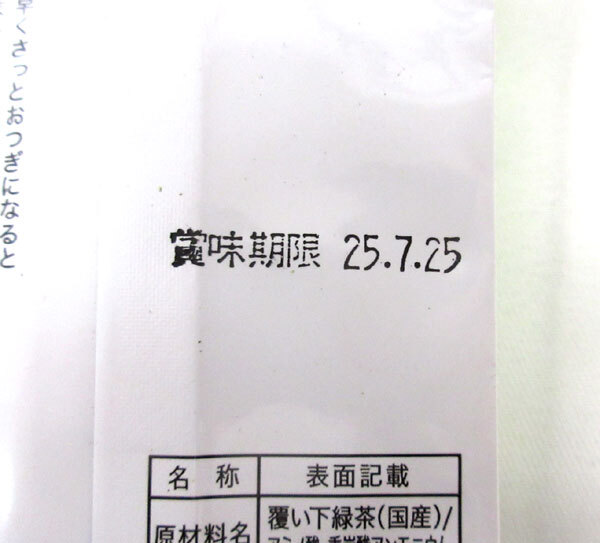 早くさっとおつぎになると
賞味期限 25.7.25
名称 表面記載
原材料名 覆い下緑茶(国産)/